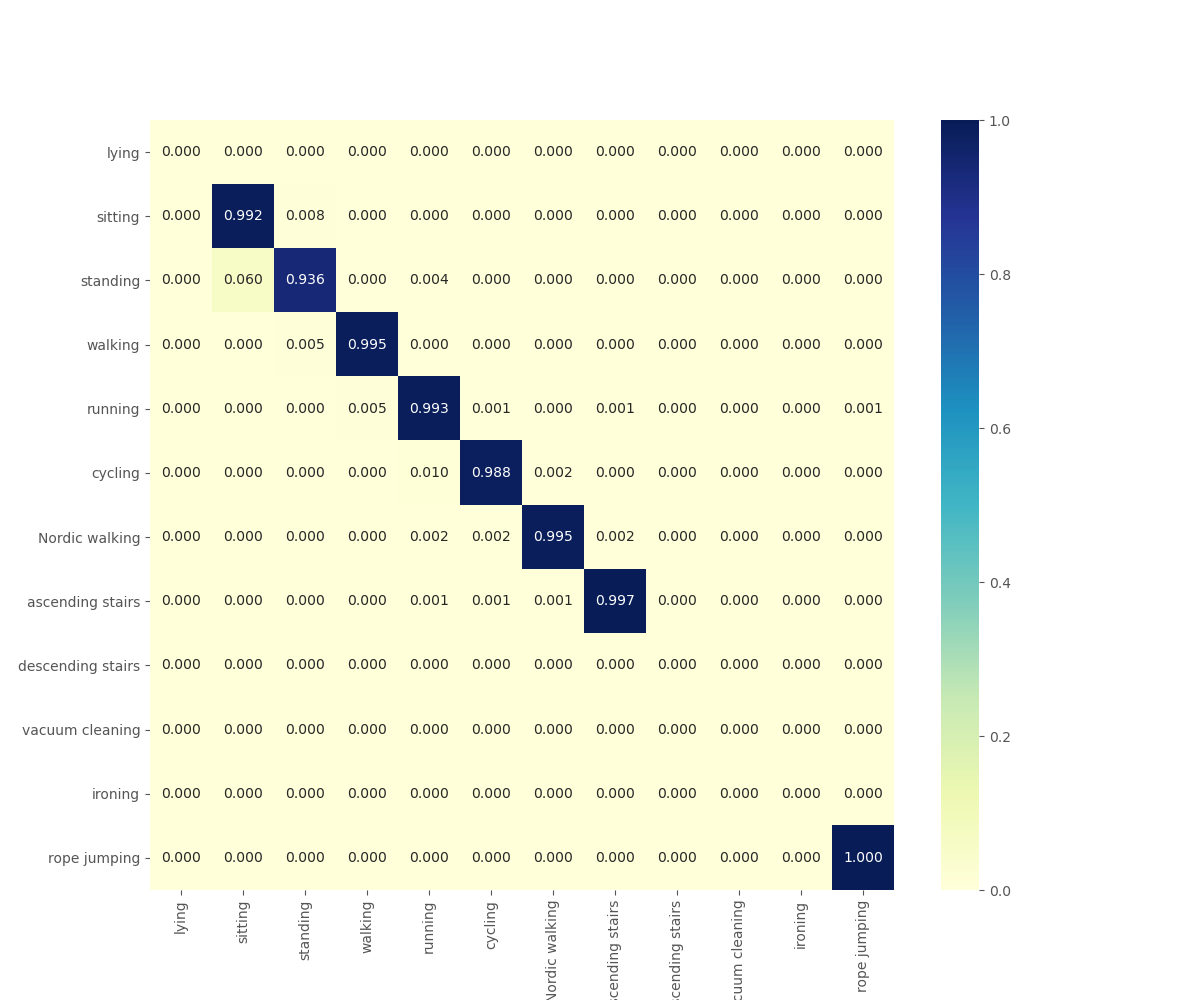 lying 0.000 0.000 0.000 0.000 0.000 0.000 0.000 0.000 0.000 0.000 0.000 0.000
sitting 0.000 0.992 0.008 0.000 0.000 0.000 0.000 0.000 0.000 0.000 0.000 0.000
standing 0.000 0.060 0.936 0.000 0.004 0.000 0.000 0.000 0.000 0.000 0.000 0.000
walking 0.000 0.000 0.005 0.995 0.000 0.000 0.000 0.000 0.000 0.000 0.000 0.000
running 0.000 0.000 0.000 0.005 0.993 0.001 0.000 0.001 0.000 0.000 0.000 0.001
cycling 0.000 0.000 0.000 0.000 0.010 0.988 0.002 0.000 0.000 0.000 0.000 0.000
Nordic walking 0.000 0.000 0.000 0.000 0.002 0.002 0.995 0.002 0.000 0.000 0.000 0.000
ascending stairs 0.000 0.000 0.000 0.000 0.001 0.001 0.001 0.997 0.000 0.000 0.000 0.000
descending stairs 0.000 0.000 0.000 0.000 0.000 0.000 0.000 0.000 0.000 0.000 0.000 0.000
vacuum cleaning 0.000 0.000 0.000 0.000 0.000 0.000 0.000 0.000 0.000 0.000 0.000 0.000
ironing 0.000 0.000 0.000 0.000 0.000 0.000 0.000 0.000 0.000 0.000 0.000 0.000
rope jumping 0.000 0.000 0.000 0.000 0.000 0.000 0.000 0.000 0.000 0.000 0.000 1.000
lying
sitting
standing
walking
running
cycling
Nordic walking
scending stairs
scending stairs
cuum cleaning
ironing
rope jumping
1.0
0.8
0.6
0.4
0.2
0.0